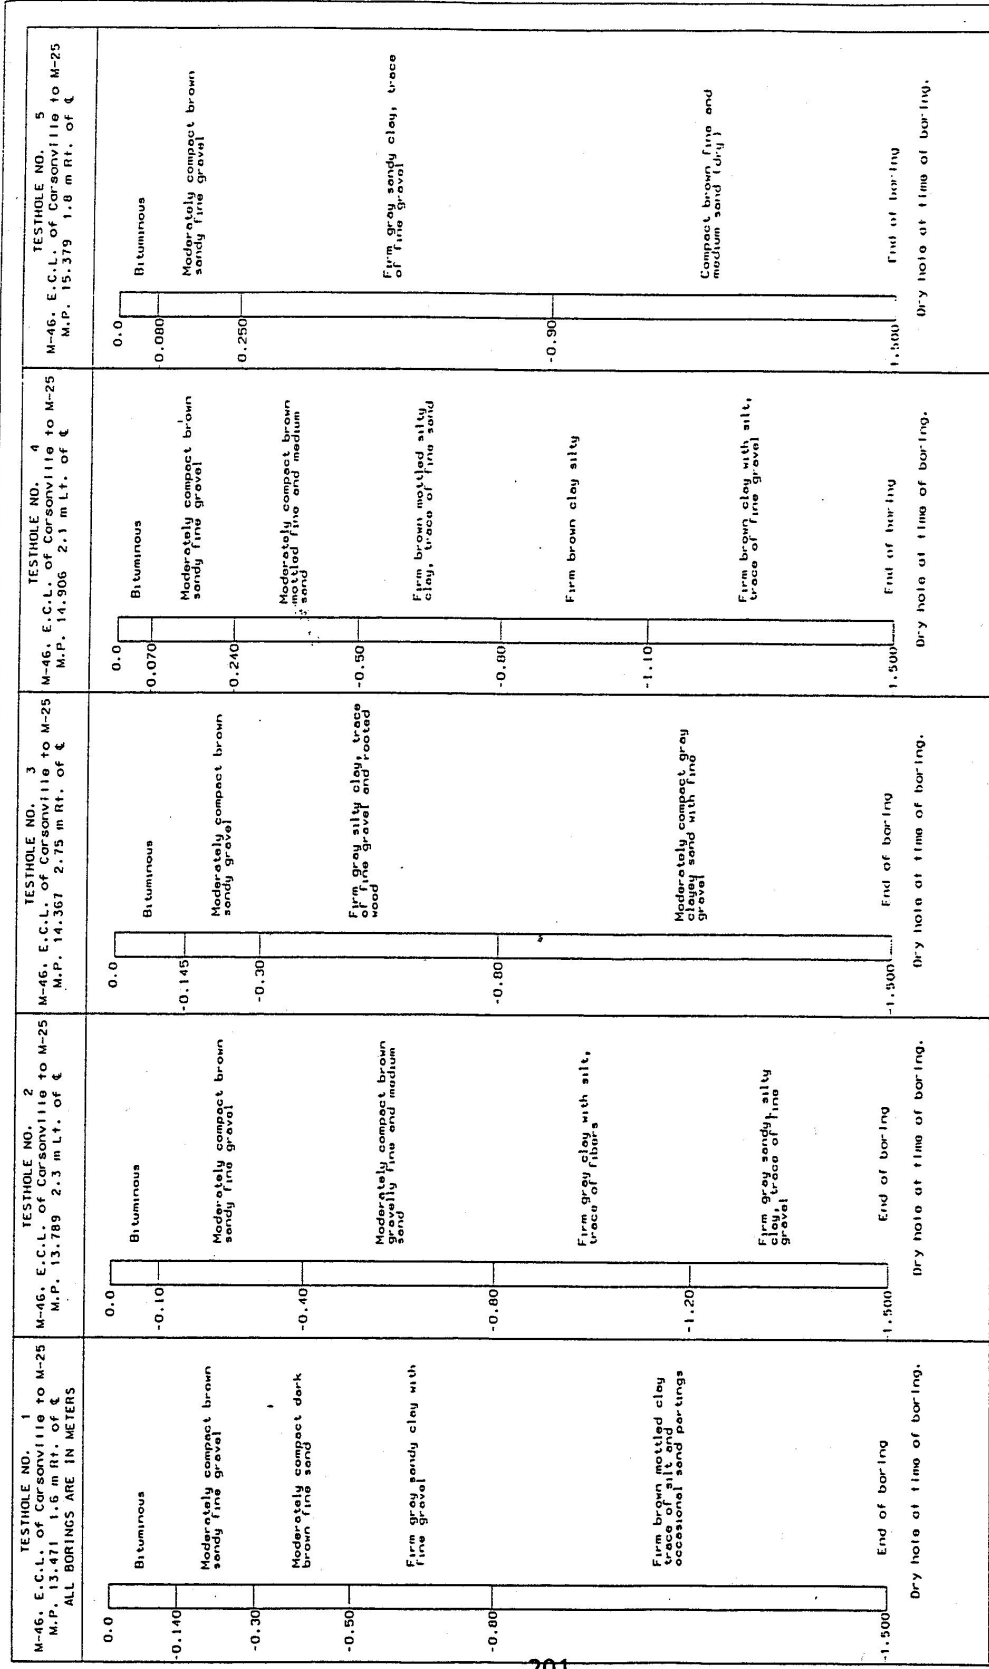 TESTHOLE NO. 1
M-46, E.C.L. of Carsonville to M-25
M.P. 13.471 1.6 m Rt. of ℄
ALL BORINGS ARE IN METERS
0.0
Bituminous
-0.140
Moderately compact brown
sandy fine gravel
-0.30
Moderately compact dark
brown fine sand
-0.50
Firm gray sandy clay with
fine gravel
-0.80
Firm brown mottled clay
trace of silt and
occasional sand partings
-1.500
End of boring
Dry hole at time of boring.
TESTHOLE NO. 2
M-46, E.C.L. of Carsonville to M-25
M.P. 13.789 2.3 m Lt. of ℄
0.0
Bituminous
-0.10
Moderately compact brown
sandy fine gravel
-0.40
Moderately compact brown
gravelly fine and medium
sand
-0.80
Firm gray clay with silt,
trace of fibers
-1.20
Firm gray sandy, silty
clay, trace of fine
gravel
-1.500
End of boring
Dry hole at time of boring.
TESTHOLE NO. 3
M-46, E.C.L. of Carsonville to M-25
M.P. 14.367 2.75 m Rt. of ℄
0.0
Bituminous
-0.145
Moderately compact brown
sandy gravel
-0.30
Firm gray silty clay, trace
of fine gravel and rooted
wood
-0.80
Moderately compact gray
clayey sand with fine
gravel
-1.500
End of boring
Dry hole at time of boring.
TESTHOLE NO. 4
M-46, E.C.L. of Carsonville to M-25
M.P. 14.906 2.1 m Lt. of ℄
0.0
Bituminous
-0.070
Moderately compact brown
sandy fine gravel
-0.240
Moderately compact brown
mottled fine and medium
sand
-0.50
Firm brown mottled silty
clay, trace of fine sand
-0.80
Firm brown clay silty
-1.10
Firm brown clay with silt,
trace of fine gravel
-1.500
End of boring
Dry hole at time of boring.
TESTHOLE NO. 5
M-46, E.C.L. of Carsonville to M-25
M.P. 15.379 1.8 m Rt. of ℄
0.0
Bituminous
-0.080
Moderately compact brown
sandy fine gravel
-0.250
Firm gray sandy clay, trace
of fine gravel
-0.90
Compact brown fine and
medium sand (dry)
-1.500
End of boring
Dry hole at time of boring.
201